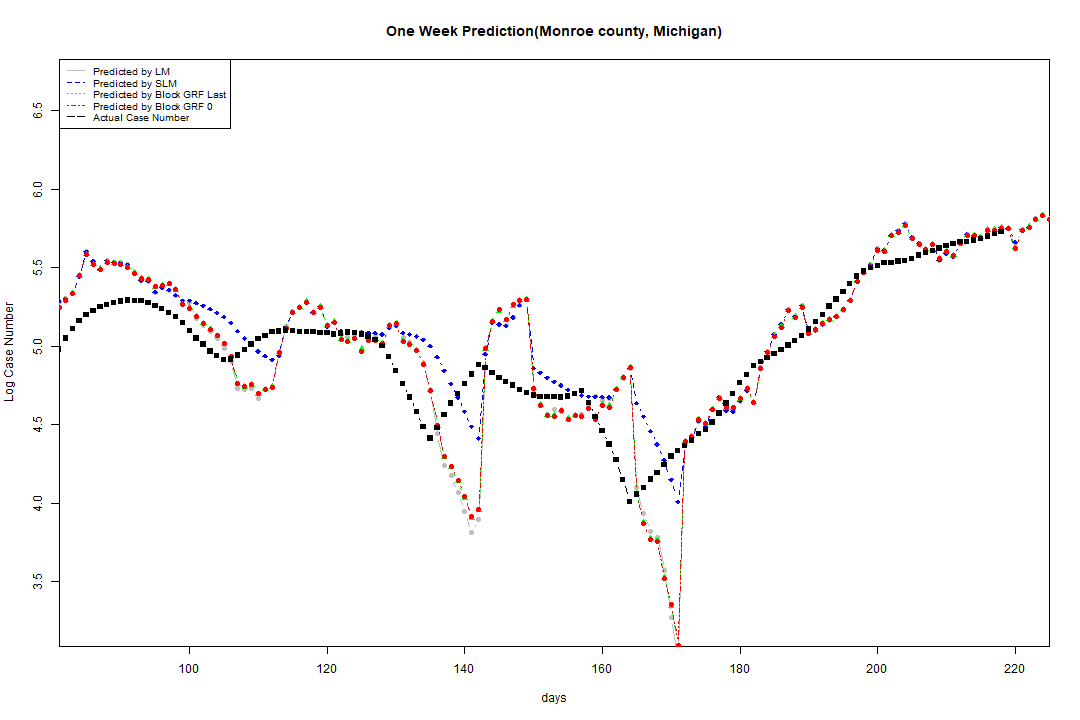 One Week Prediction(Monroe county, Michigan)
Predicted by LM
Predicted by SLM
Predicted by Block GRF Last
Predicted by Block GRF 0
Actual Case Number
Log Case Number
6.5
6.0
5.5
5.0
4.5
4.0
3.5
100 120 140 160 180 200 220
days